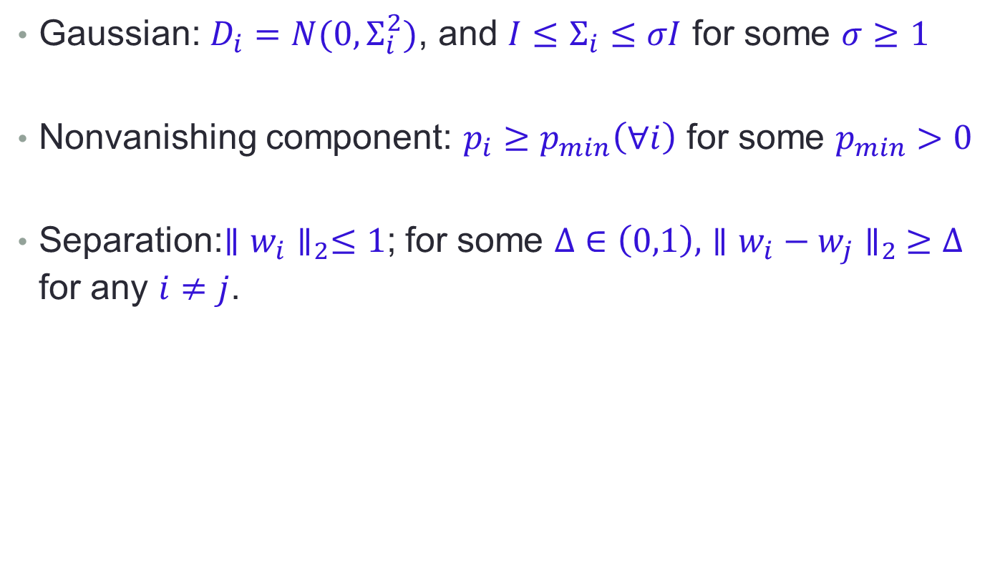 • Gaussian: $D_i = N(0, \Sigma_i^2)$, and $I \leq \Sigma_i \leq \sigma I$ for some $\sigma \geq 1$
• Nonvanishing component: $p_i \geq p_{min}(\forall i)$ for some $p_{min} > 0$
• Separation:$\| w_i \|_2 \leq 1$; for some $\Delta \in (0,1)$, $\| w_i - w_j \|_2 \geq \Delta$
for any $i \neq j$.